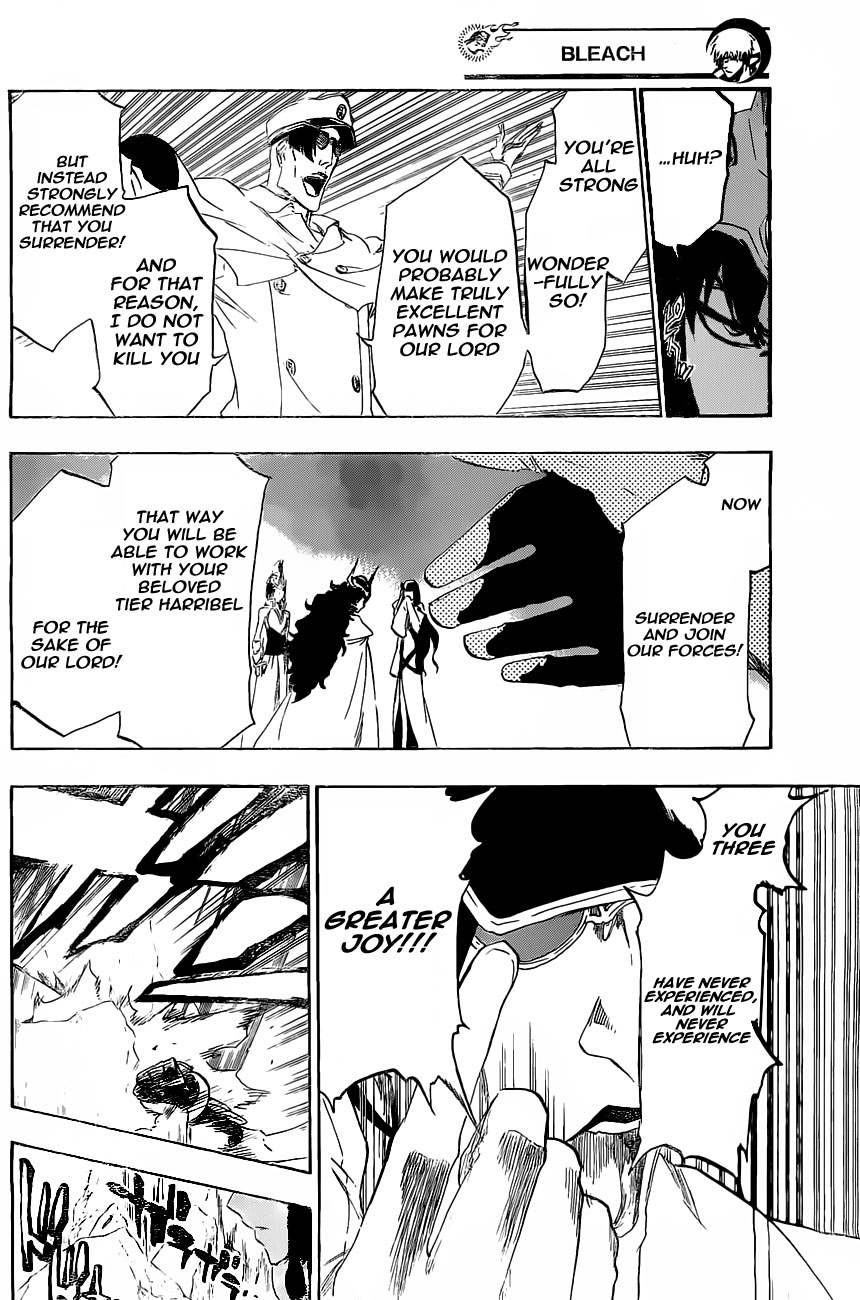 BLEACH
...HUH?
YOU'RE
ALL
STRONG
WONDER
-FULLY
SO!
YOU WOULD
PROBABLY
MAKE TRULY
EXCELLENT
PAWNS FOR
OUR LORD
AND
FOR THAT
REASON,
I DO NOT
WANT TO
KILL YOU
BUT
INSTEAD
STRONGLY
RECOMMEND
THAT YOU
SURRENDER!
NOW
SURRENDER
AND JOIN
OUR FORCES!
THAT WAY
YOU WILL BE
ABLE TO WORK
WITH YOUR
BELOVED
TIER HARRIBEL
FOR THE
SAKE OF
OUR LORD!
YOU
THREE
HAVE NEVER
EXPERIENCED,
AND WILL
NEVER
EXPERIENCE
A
GREATER
JOY!!!